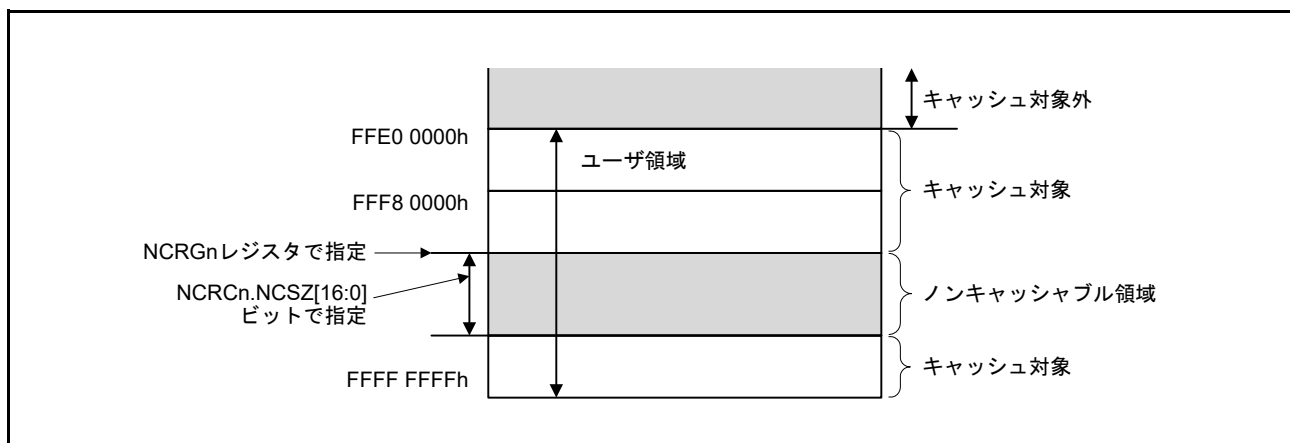 キャッシュ対象外
FFE0 0000h
ユーザ領域
キャッシュ対象
FFF8 0000h
NCRGnレジスタで指定
NCRCn.NCSZ[16:0]
ビットで指定
ノンキャッシャブル領域
キャッシュ対象
FFFF FFFFh